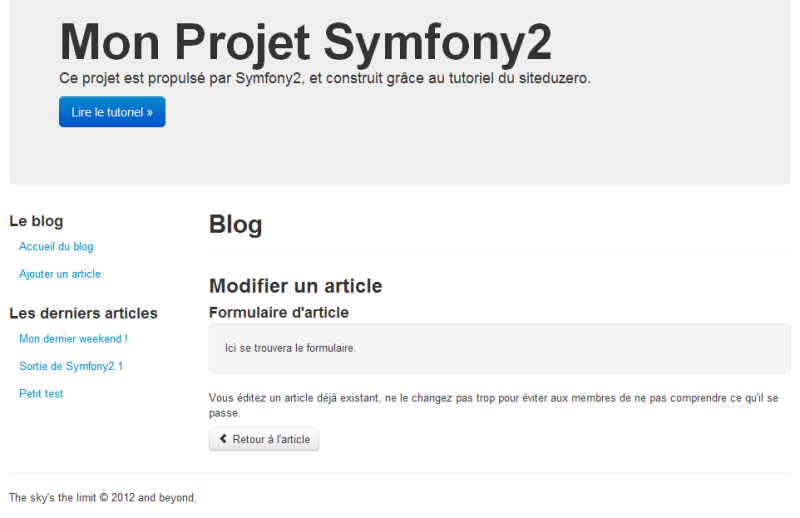 Mon Projet Symfony2
Ce projet est propulsé par Symfony2, et construit grâce au tutoriel du siteduzero.
Lire le tutoriel »
Le blog
Accueil du blog
Ajouter un article
Les derniers articles
Mon dernier weekend !
Sortie de Symfony2.1
Petit test
Blog
Modifier un article
Formulaire d'article
Ici se trouvera le formulaire.
Vous éditez un article déjà existant, ne le changez pas trop pour éviter aux membres de ne pas comprendre ce qu'il se
passe.
Retour à l'article
The sky's the limit © 2012 and beyond.